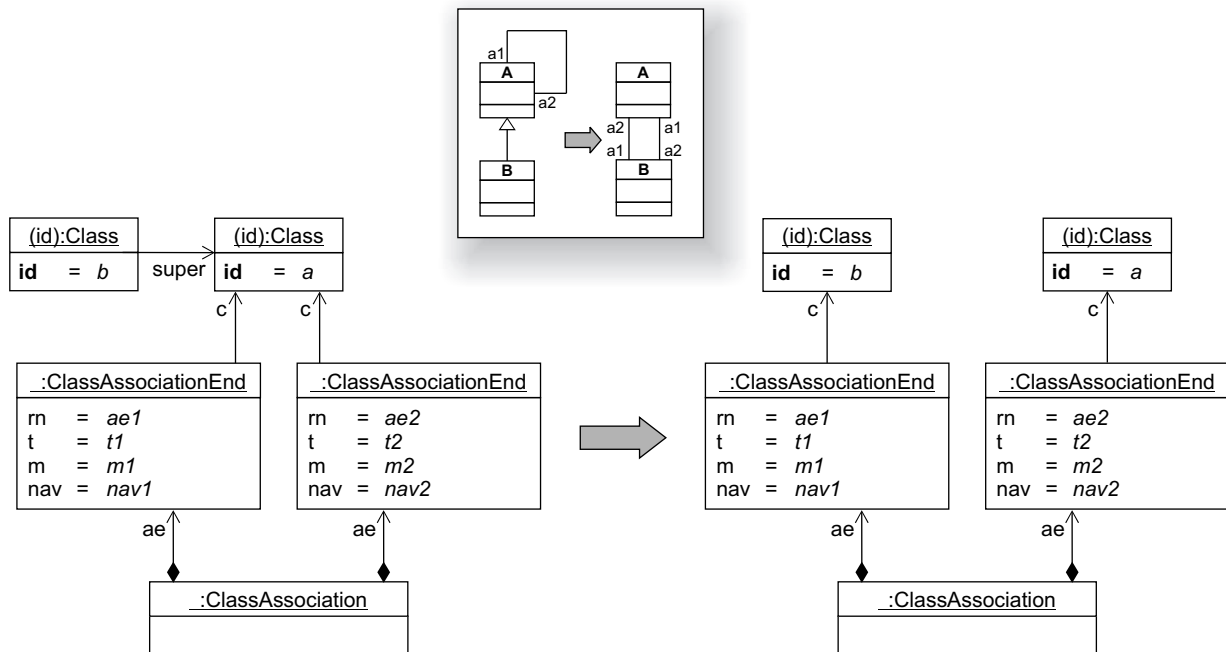 a1
A
A
a2
a2 a1
a1 a2
B
B
(id):Class
(id):Class
(id):Class
(id):Class
id = b
super
id = a
id = b
id = a
c
c
c
c
:ClassAssociationEnd
:ClassAssociationEnd
:ClassAssociationEnd
:ClassAssociationEnd
rn = ae1
t = t1
m = m1
nav = nav1
rn = ae2
t = t2
m = m2
nav = nav2
rn = ae1
t = t1
m = m1
nav = nav1
rn = ae2
t = t2
m = m2
nav = nav2
ae
ae
ae
ae
:ClassAssociation
:ClassAssociation